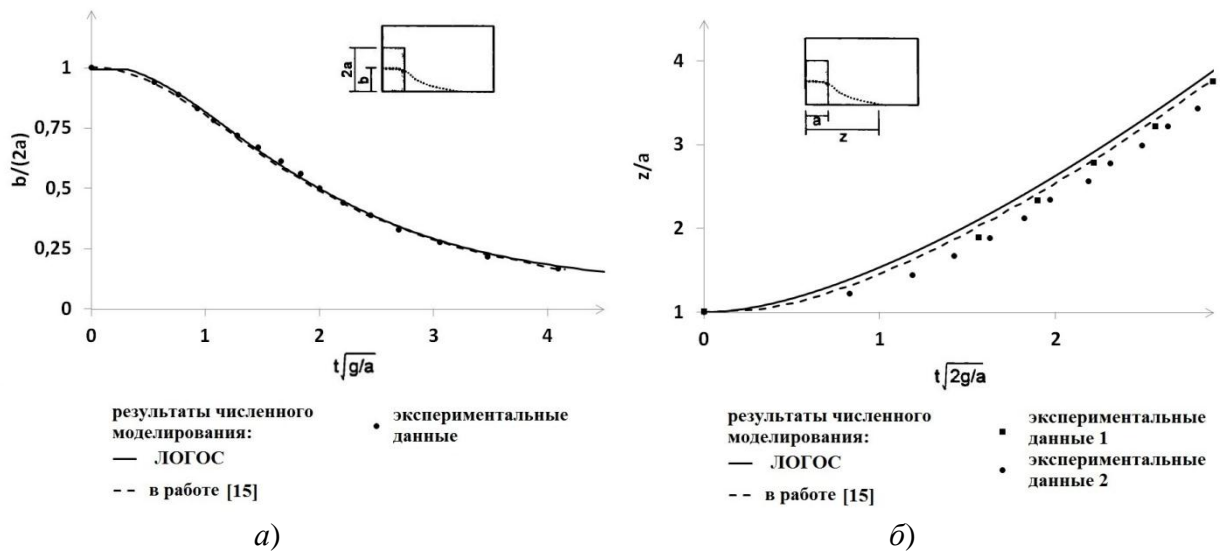 1
0,75
0,5
0,25
0
b/(2a)
2a
b
0 1 2 3 4
t√g/a
результаты численного
моделирования:
ЛОГОС
в работе [15]
экспериментальные
данные
а)
4
3
2
1
z/a
a
z
0 1 2
t√2g/a
результаты численного
моделирования:
ЛОГОС
в работе [15]
экспериментальные
данные 1
экспериментальные
данные 2
б)